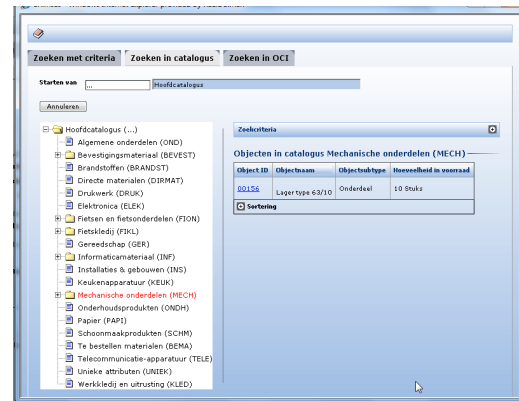 Zoeken met criteria
Zoeken in catalogus
Zoeken in OCI
Starten van
...
Hoofdcatalogus
Annuleren
Hoofdcatalogus (...)
Algemene onderdelen (OND)
Bevestigingsmateriaal (BEVEST)
Brandstoffen (BRANDST)
Directe materialen (DIRMAT)
Drukwerk (DRUK)
Elektronica (ELEK)
Fietsen en fietsonderdelen (FION)
Fietskledij (FIKL)
Gereedschap (GER)
Informaticamateriaal (INF)
Installaties & gebouwen (INS)
Keukenapparatuur (KEUK)
Mechanische onderdelen (MECH)
Onderhoudsprodukten (ONDH)
Papier (PAPI)
Schoonmaakprodukten (SCHM)
Te bestellen materialen (BEMA)
Telecommunicatie-apparatuur (TELE)
Unieke attributen (UNIEK)
Werkkledij en uitrusting (KLED)
Zoekcriteria
Objecten in catalogus Mechanische onderdelen (MECH)
Object ID Objectnaam Objectsubtype Hoeveelheid in voorraad
00156 Lager type 63/10 Onderdeel 10 Stuks
Sortering